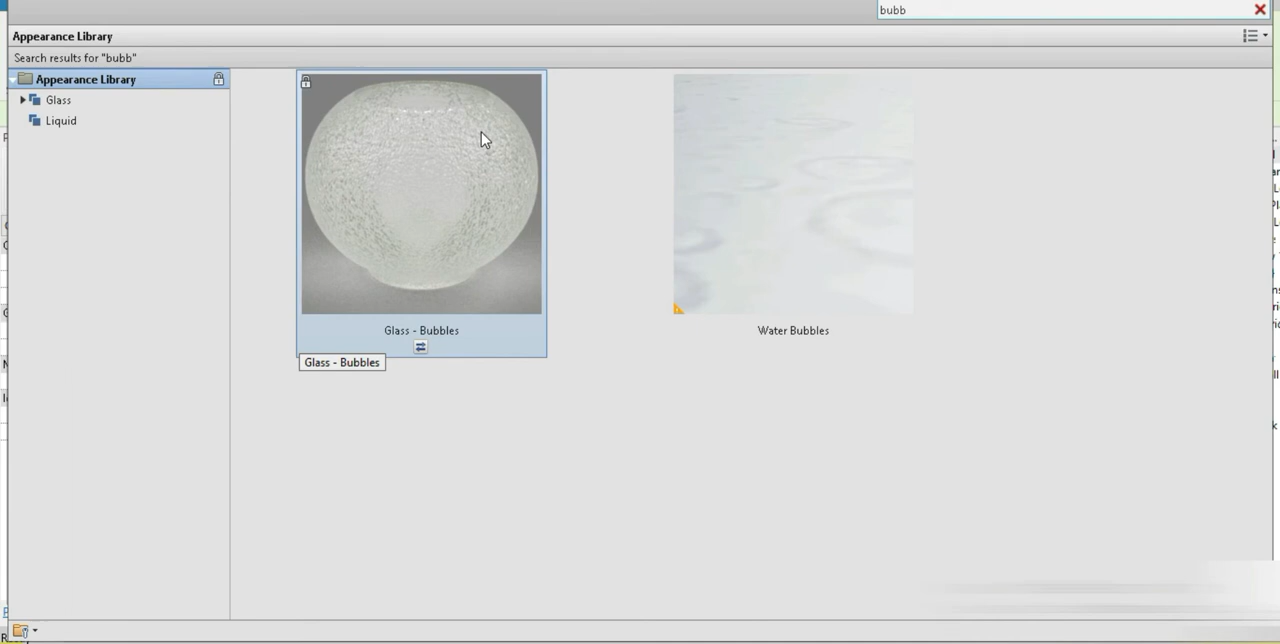 bubb
Appearance Library
Search results for "bubb"
Appearance Library
Glass
Liquid
Glass - Bubbles
Water Bubbles
Glass - Bubbles